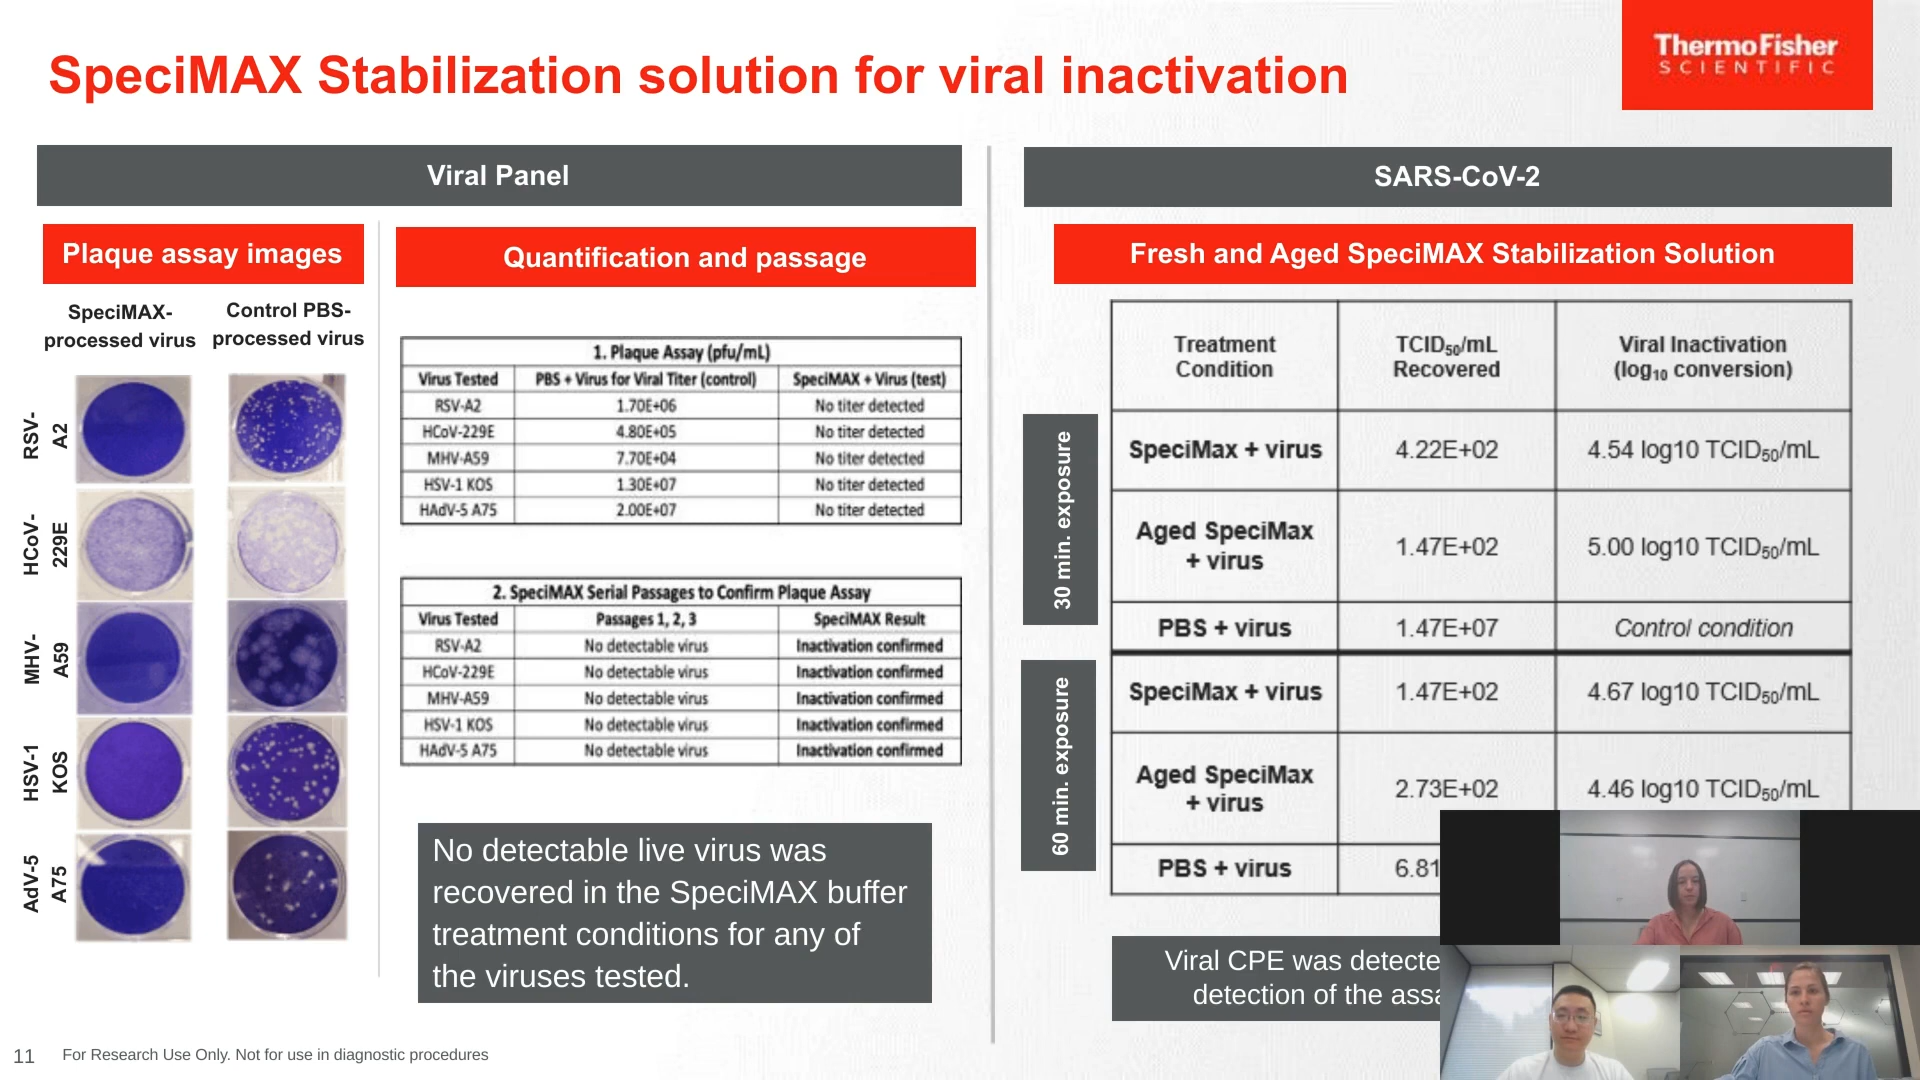 SpeciMAX Stabilization solution for viral inactivation
ThermoFisher
SCIENTIFIC
Viral Panel
Plaque assay images
SpeciMAX-
processed virus
Control PBS-
processed virus
RSV-
A2
HCoV-
229E
MHV-
A59
HSV-1
KOS
AdV-5
A75
Quantification and passage
1. Plaque Assay (pfu/mL)
Virus Tested PBS + Virus for Viral Titer (control) SpeciMAX + Virus (test)
RSV-A2 1.70E+06 No titer detected
HCoV-229E 4.80E+05 No titer detected
MHV-A59 7.70E+04 No titer detected
HSV-1 KOS 1.30E+07 No titer detected
HAdV-5 A75 2.00E+07 No titer detected
2. SpeciMAX Serial Passages to Confirm Plaque Assay
Virus Tested Passages 1, 2, 3 SpeciMAX Result
RSV-A2 No detectable virus Inactivation confirmed
HCoV-229E No detectable virus Inactivation confirmed
MHV-A59 No detectable virus Inactivation confirmed
HSV-1 KOS No detectable virus Inactivation confirmed
HAdV-5 A75 No detectable virus Inactivation confirmed
No detectable live virus was
recovered in the SpeciMAX buffer
treatment conditions for any of
the viruses tested.
SARS-CoV-2
Fresh and Aged SpeciMAX Stabilization Solution
Treatment Condition TCID50/mL Recovered Viral Inactivation (log10 conversion)
30 min. exposure
SpeciMax + virus 4.22E+02 4.54 log10 TCID50/mL
Aged SpeciMax + virus 1.47E+02 5.00 log10 TCID50/mL
PBS + virus 1.47E+07 Control condition
60 min. exposure
SpeciMax + virus 1.47E+02 4.67 log10 TCID50/mL
Aged SpeciMax + virus 2.73E+02 4.46 log10 TCID50/mL
PBS + virus 6.81
Viral CPE was detecte
detection of the assa
11 For Research Use Only. Not for use in diagnostic procedures